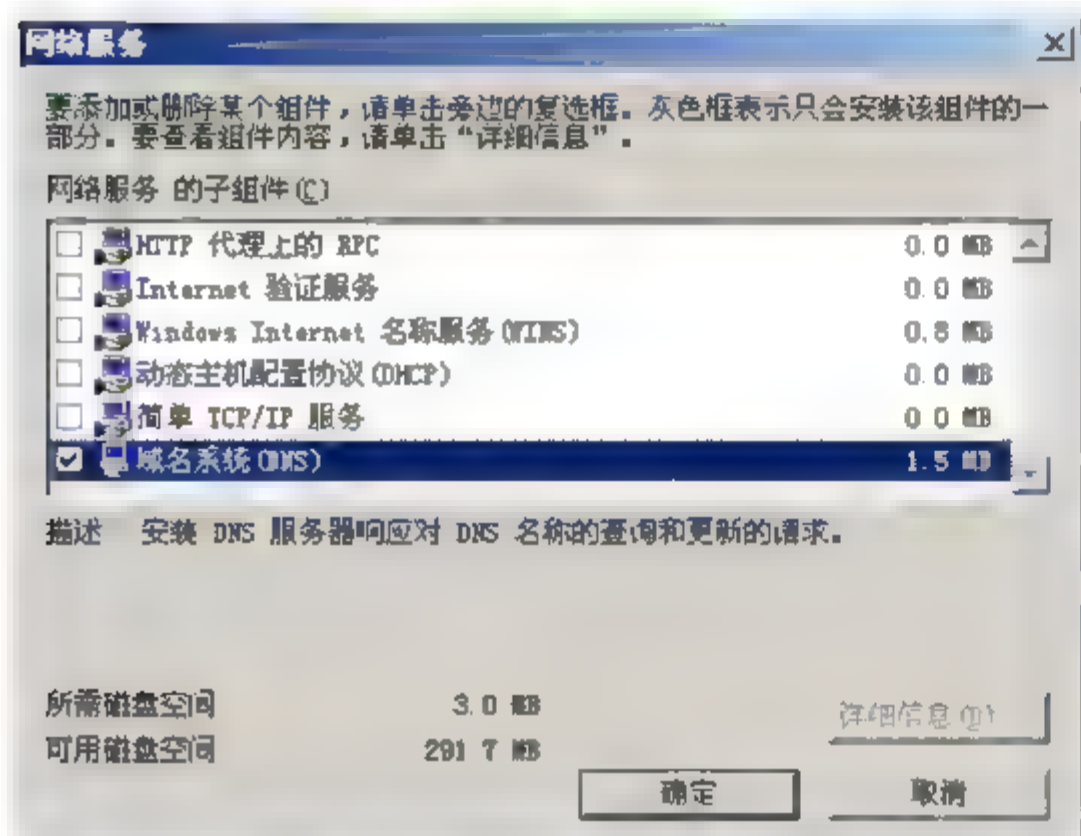 网络服务
要添加或删除某个组件，请单击旁边的复选框。灰色框表示只会安装该组件的一
部分。要查看组件内容，请单击“详细信息”。
网络服务 的子组件(C)
HTTP 代理上的 RPC 0.0 MB
Internet 验证服务 0.0 MB
Windows Internet 名称服务(WINS) 0.8 MB
动态主机配置协议(DHCP) 0.0 MB
简单 TCP/IP 服务 0 0 MB
域名系统(DNS) 1.5 MB
描述 安装 DNS 服务器响应对 DNS 名称的查询和更新的请求。
所需磁盘空间 3.0 MB
详细信息(D)
可用磁盘空间 291 7 MB
确定 取消